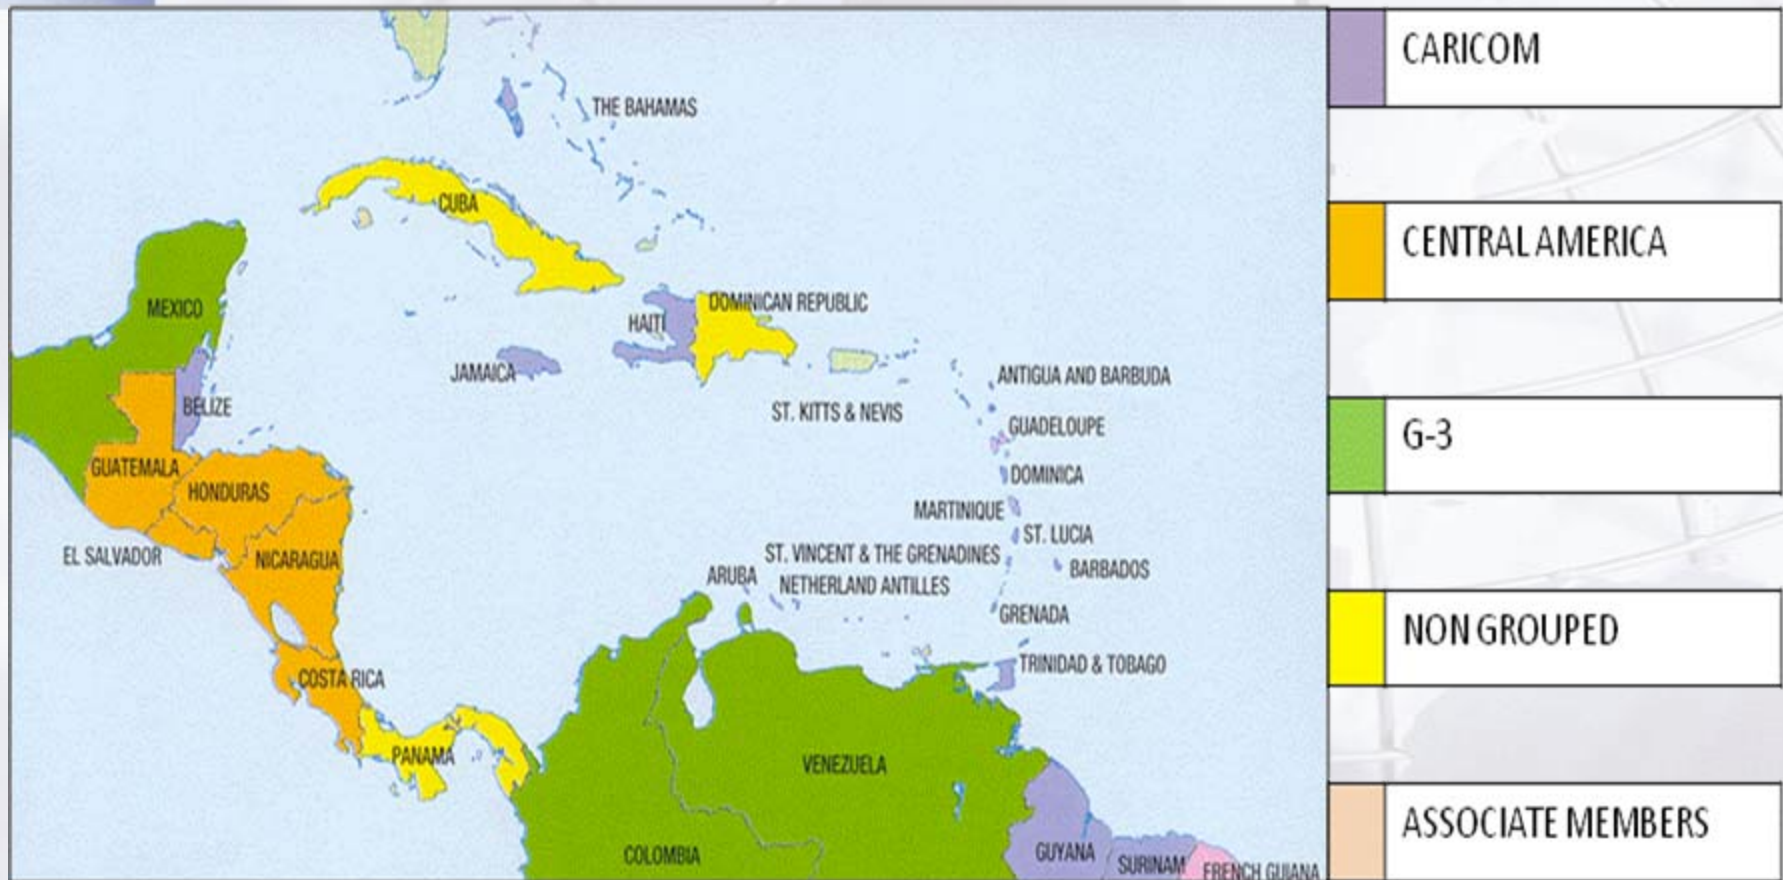 THE BAHAMAS
CUBA
MEXICO
DOMINICAN REPUBLIC
HAITI
JAMAICA
ANTIGUA AND BARBUDA
BELIZE
ST. KITTS & NEVIS
GUADELOUPE
GUATEMALA
DOMINICA
HONDURAS
MARTINIQUE
ST. LUCIA
EL SALVADOR
NICARAGUA
ST. VINCENT & THE GRENADINES
BARBADOS
ARUBA
NETHERLAND ANTILLES
GRENADA
TRINIDAD & TOBAGO
COSTA RICA
PANAMA
VENEZUELA
COLOMBIA
GUYANA
SURINAM
FRENCH GUIANA
CARICOM
CENTRAL AMERICA
G-3
NON GROUPED
ASSOCIATE MEMBERS